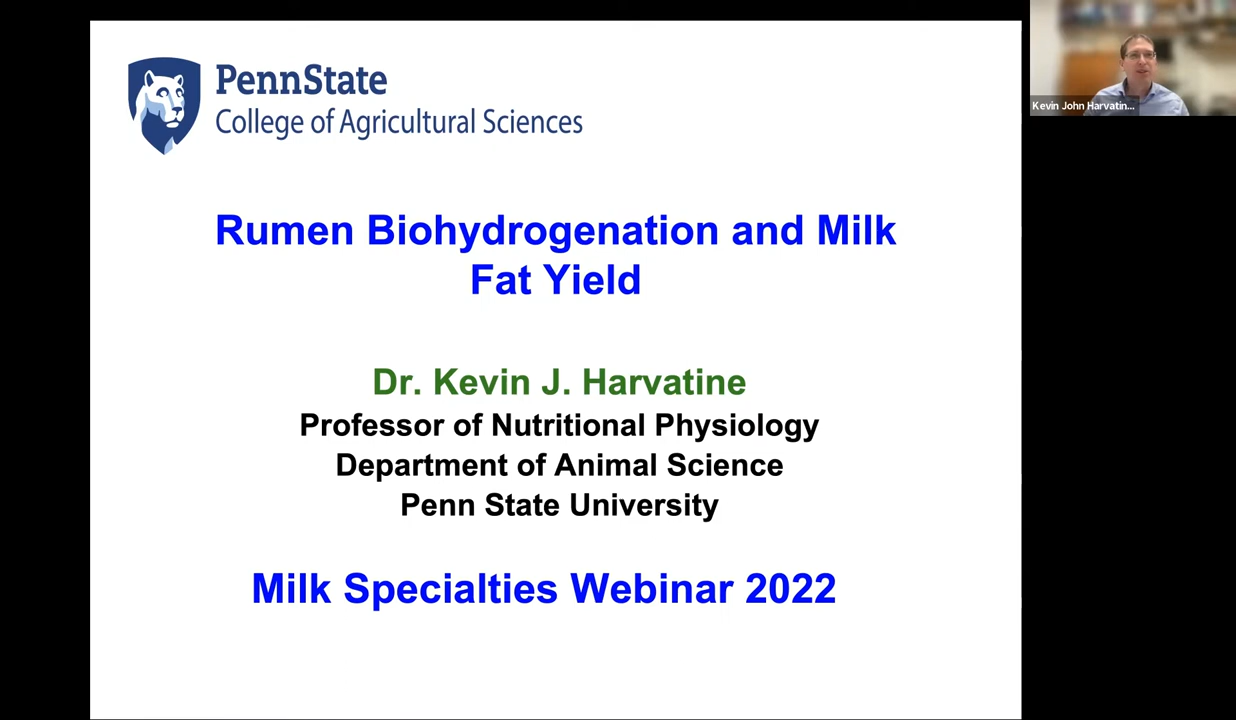 PennState
College of Agricultural Sciences
Kevin John Harvatin...
Rumen Biohydrogenation and Milk
Fat Yield
Dr. Kevin J. Harvatine
Professor of Nutritional Physiology
Department of Animal Science
Penn State University
Milk Specialties Webinar 2022